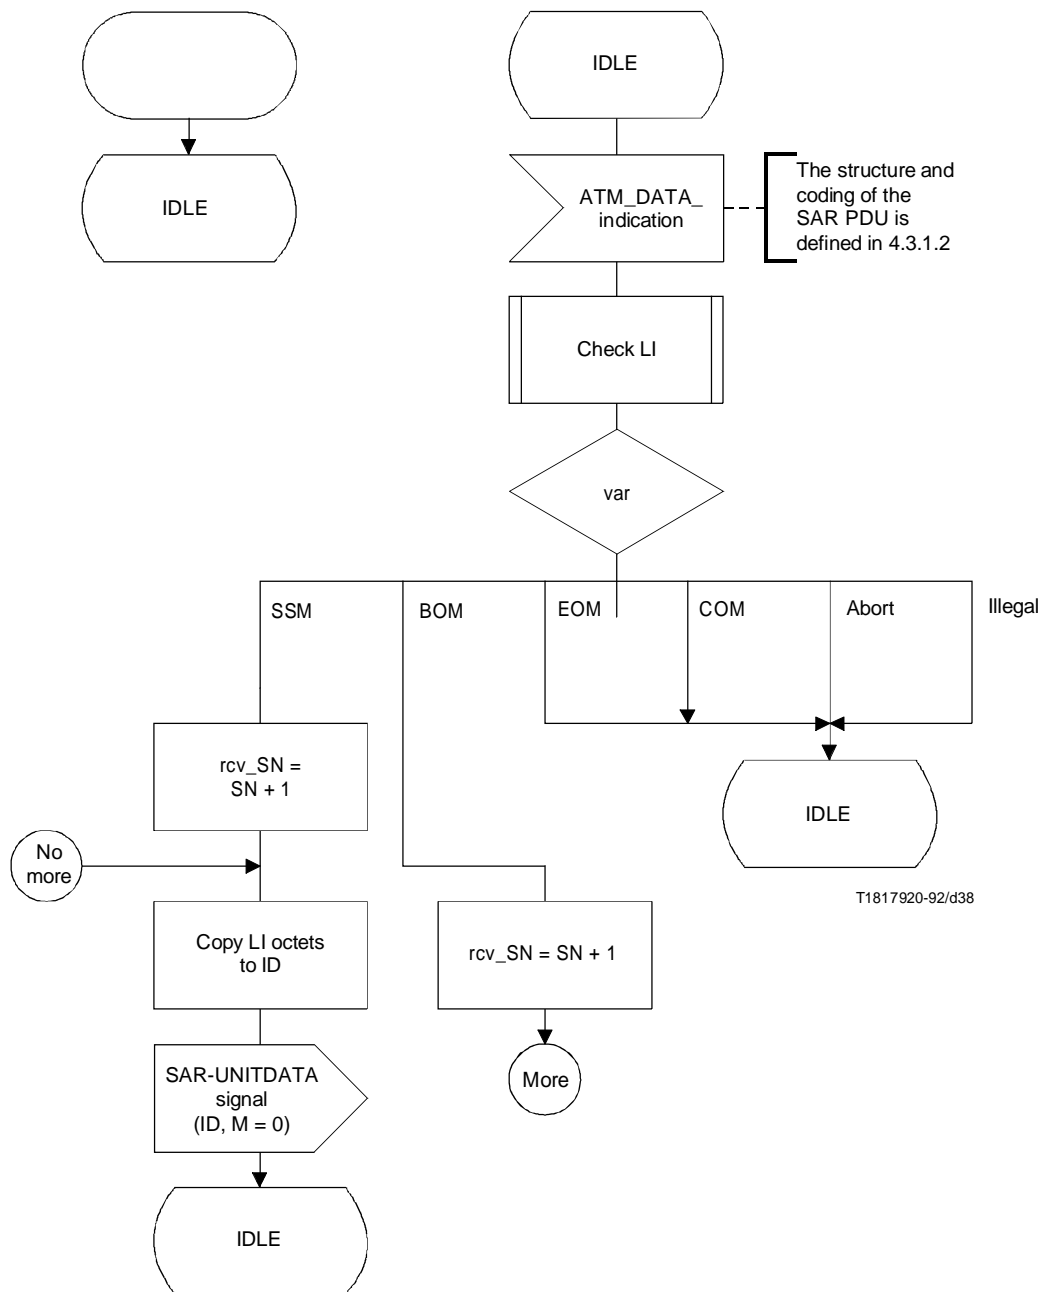 IDLE
IDLE
ATM_DATA_
indication
The structure and
coding of the
SAR PDU is
defined in 4.3.1.2
Check LI
var
SSM
BOM
EOM
COM
Abort
Illegal
rcv_SN =
SN + 1
IDLE
No
more
T1817920-92/d38
Copy LI octets
to ID
rcv_SN = SN + 1
SAR-UNITDATA
signal
(ID, M = 0)
More
IDLE